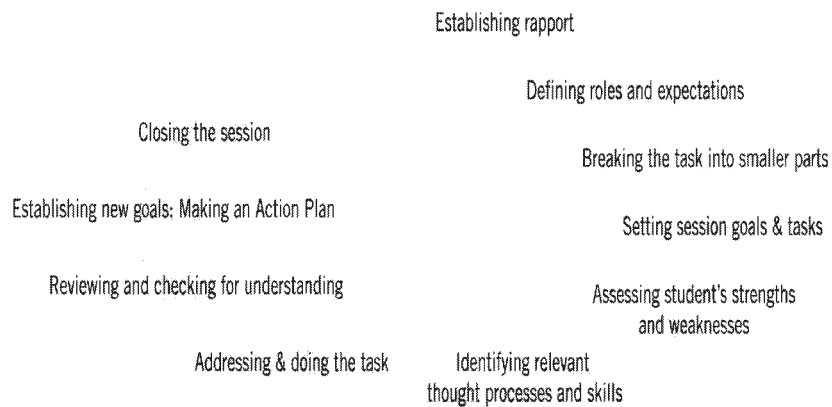 Establishing rapport
Defining roles and expectations
Closing the session
Breaking the task into smaller parts
Establishing new goals; Making an Action Plan
Setting session goals & tasks
Reviewing and checking for understanding
Assessing student's strengths
and weaknesses
Addressing & doing the task
Identifying relevant
thought processes and skills